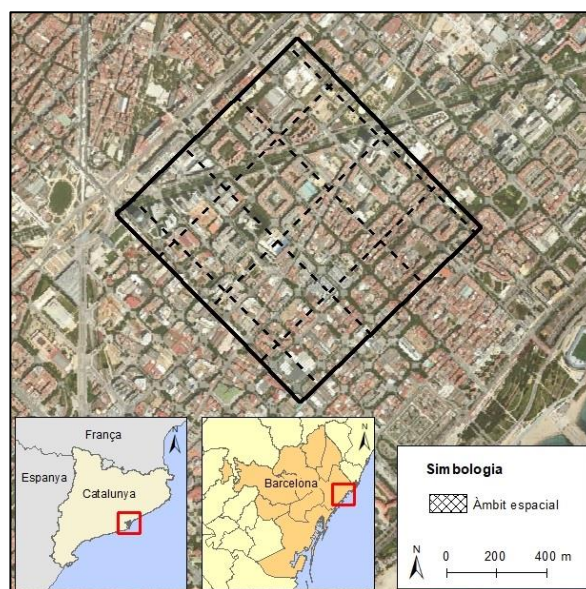 N
França
Espanya
Catalunya
N
Barcelona
Simbologia
Àmbit espacial
N
0 200 400 m